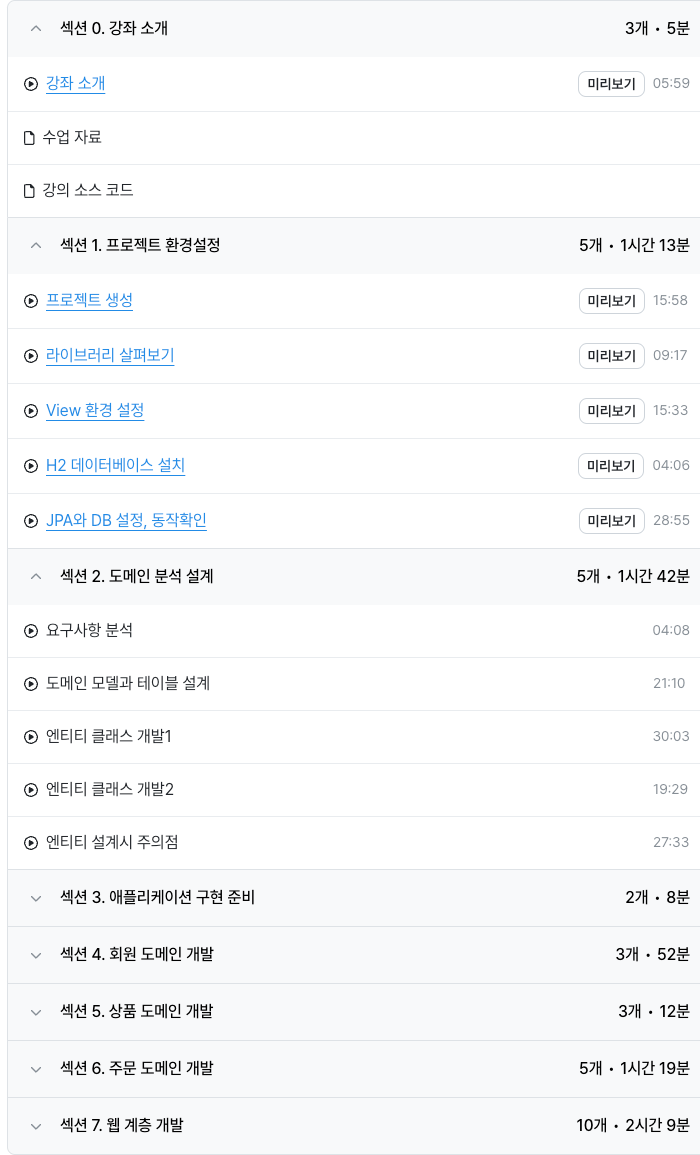 섹션 0. 강좌 소개 3개 • 5분
강좌 소개 미리보기 05:59
수업 자료
강의 소스 코드
섹션 1. 프로젝트 환경설정 5개 • 1시간 13분
프로젝트 생성 미리보기 15:58
라이브러리 살펴보기 미리보기 09:17
View 환경 설정 미리보기 15:33
H2 데이터베이스 설치 미리보기 04:06
JPA와 DB 설정, 동작확인 미리보기 28:55
섹션 2. 도메인 분석 설계 5개 • 1시간 42분
요구사항 분석 04:08
도메인 모델과 테이블 설계 21:10
엔티티 클래스 개발1 30:03
엔티티 클래스 개발2 19:29
엔티티 설계시 주의점 27:33
섹션 3. 애플리케이션 구현 준비 2개 • 8분
섹션 4. 회원 도메인 개발 3개 • 52분
섹션 5. 상품 도메인 개발 3개 • 12분
섹션 6. 주문 도메인 개발 5개 • 1시간 19분
섹션 7. 웹 계층 개발 10개 • 2시간 9분